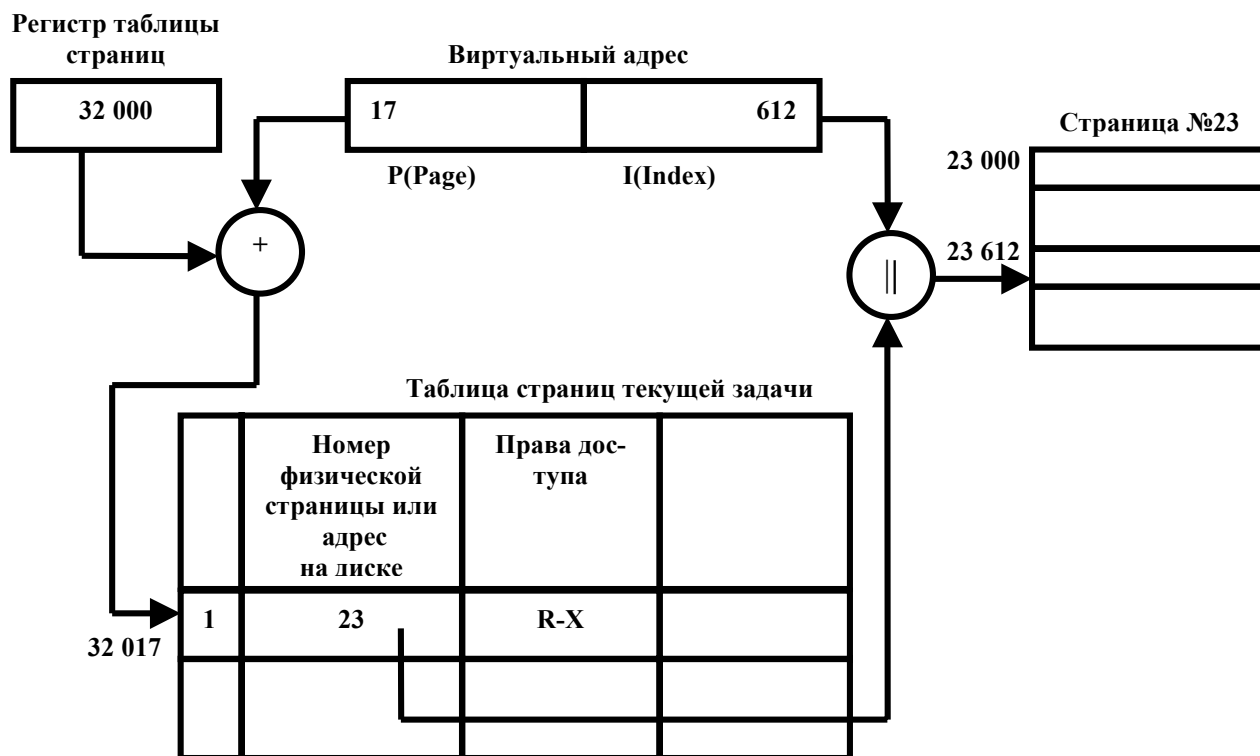 Регистр таблицы
страниц
32 000
Виртуальный адрес
17
612
P(Page)
I(Index)
Страница №23
23 000
23 612
+
||
Таблица страниц текущей задачи
Номер
физической
страницы или
адрес
на диске
Права дос-
тупа
32 017
1
23
R-X